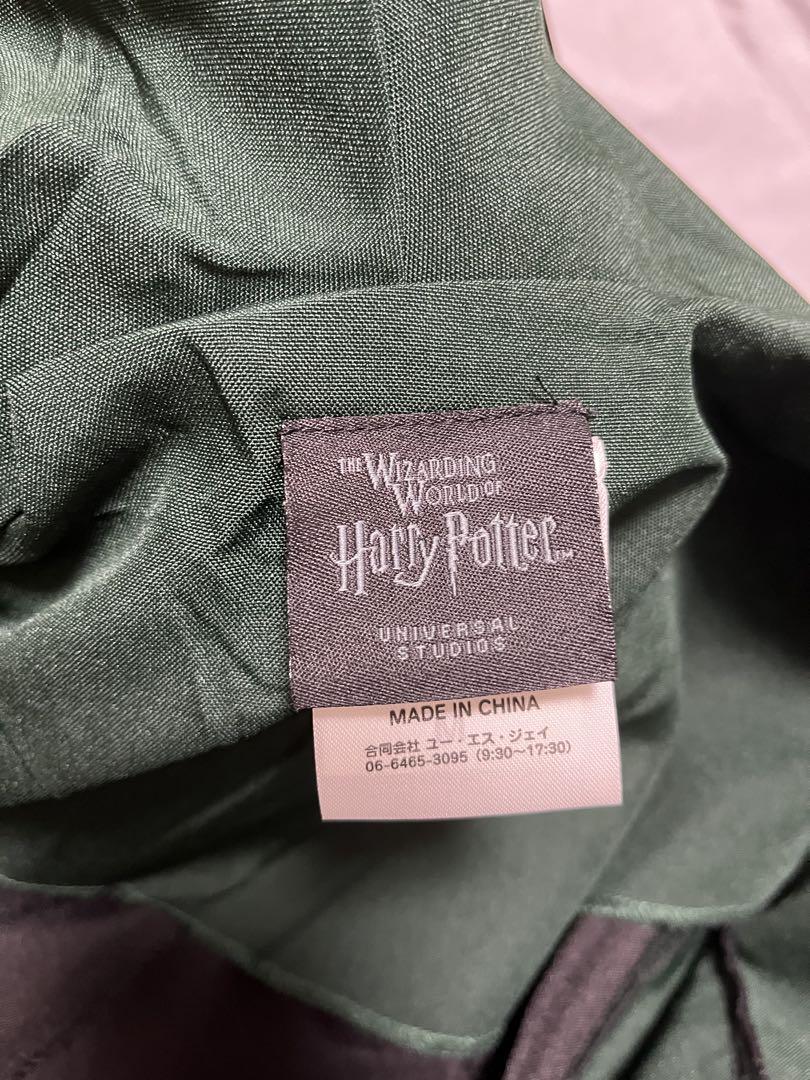 THE WIZARDING
WORLD OF
Harry Potter™
UNIVERSAL
STUDIOS
MADE IN CHINA
合同会社 ユー・エス・ジェイ
06-6465-3095 (9:30～17:30)